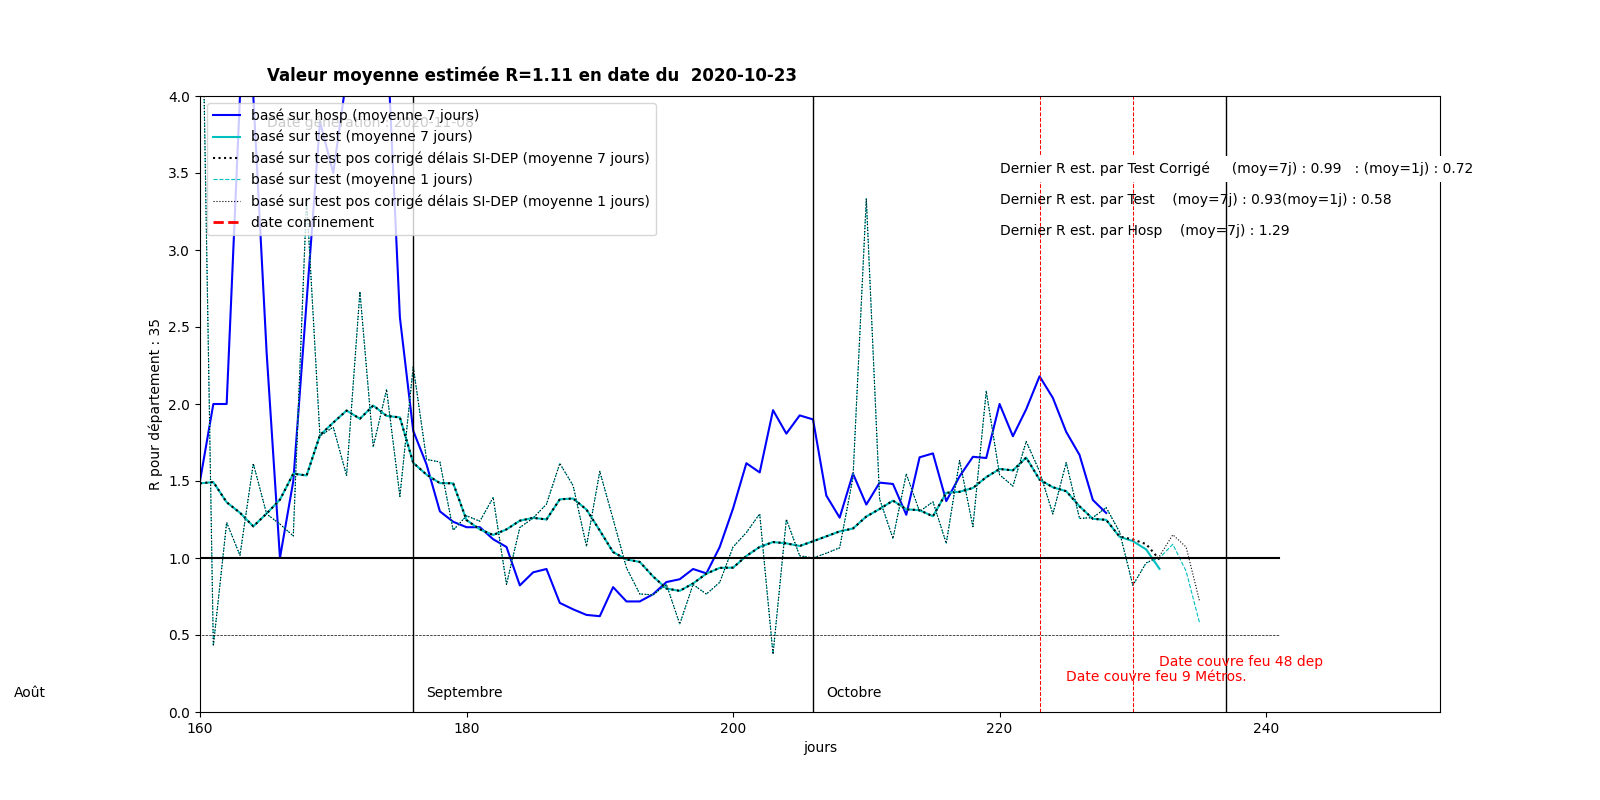 Valeur moyenne estimée R=1.11 en date du  2020-10-23
Date génération : 2020-11-08
basé sur hosp (moyenne 7 jours)
basé sur test (moyenne 7 jours)
basé sur test pos corrigé délais SI-DEP (moyenne 7 jours)
basé sur test (moyenne 1 jours)
basé sur test pos corrigé délais SI-DEP (moyenne 1 jours)
date confinement
Dernier R est. par Test Corrigé     (moy=7j) : 0.99   : (moy=1j) : 0.72
Dernier R est. par Test    (moy=7j) : 0.93(moy=1j) : 0.58
Dernier R est. par Hosp    (moy=7j) : 1.29
4.0
3.5
3.0
2.5
2.0
1.5
1.0
0.5
0.0
R pour département : 35
Date couvre feu 48 dep
Date couvre feu 9 Métros.
Août
Septembre
Octobre
160
180
200
220
240
jours